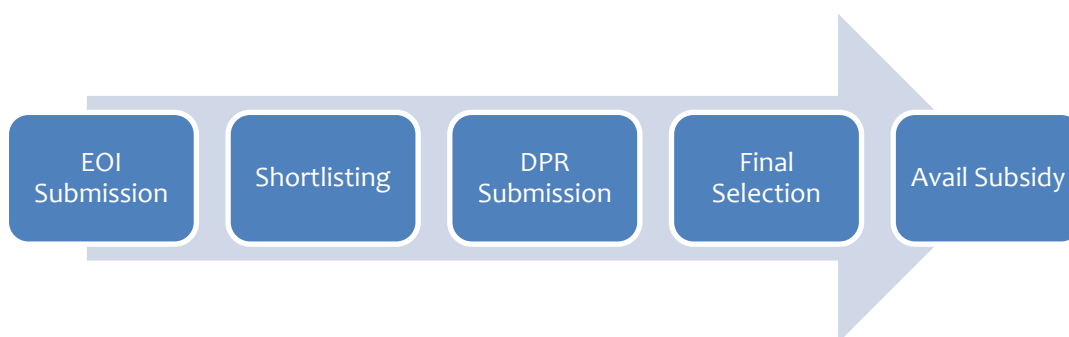 EOI
Submission
Shortlisting
DPR
Submission
Final
Selection
Avail Subsidy